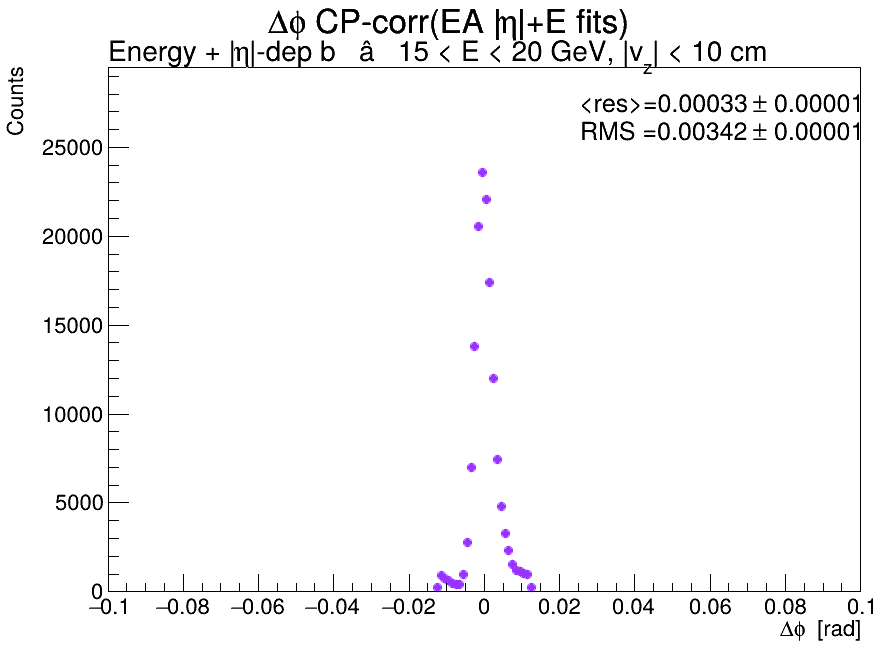 Δϕ CP-corr(EA |η|+E fits)
Energy + |η|-dep b â 15 < E < 20 GeV, |v_z| < 10 cm
Counts
<res>=0.00033 ± 0.00001
RMS =0.00342 ± 0.00001
25000
20000
15000
10000
5000
0
−0.1 −0.08 −0.06 −0.04 −0.02 0 0.02 0.04 0.06 0.08 0.1
Δϕ [rad]